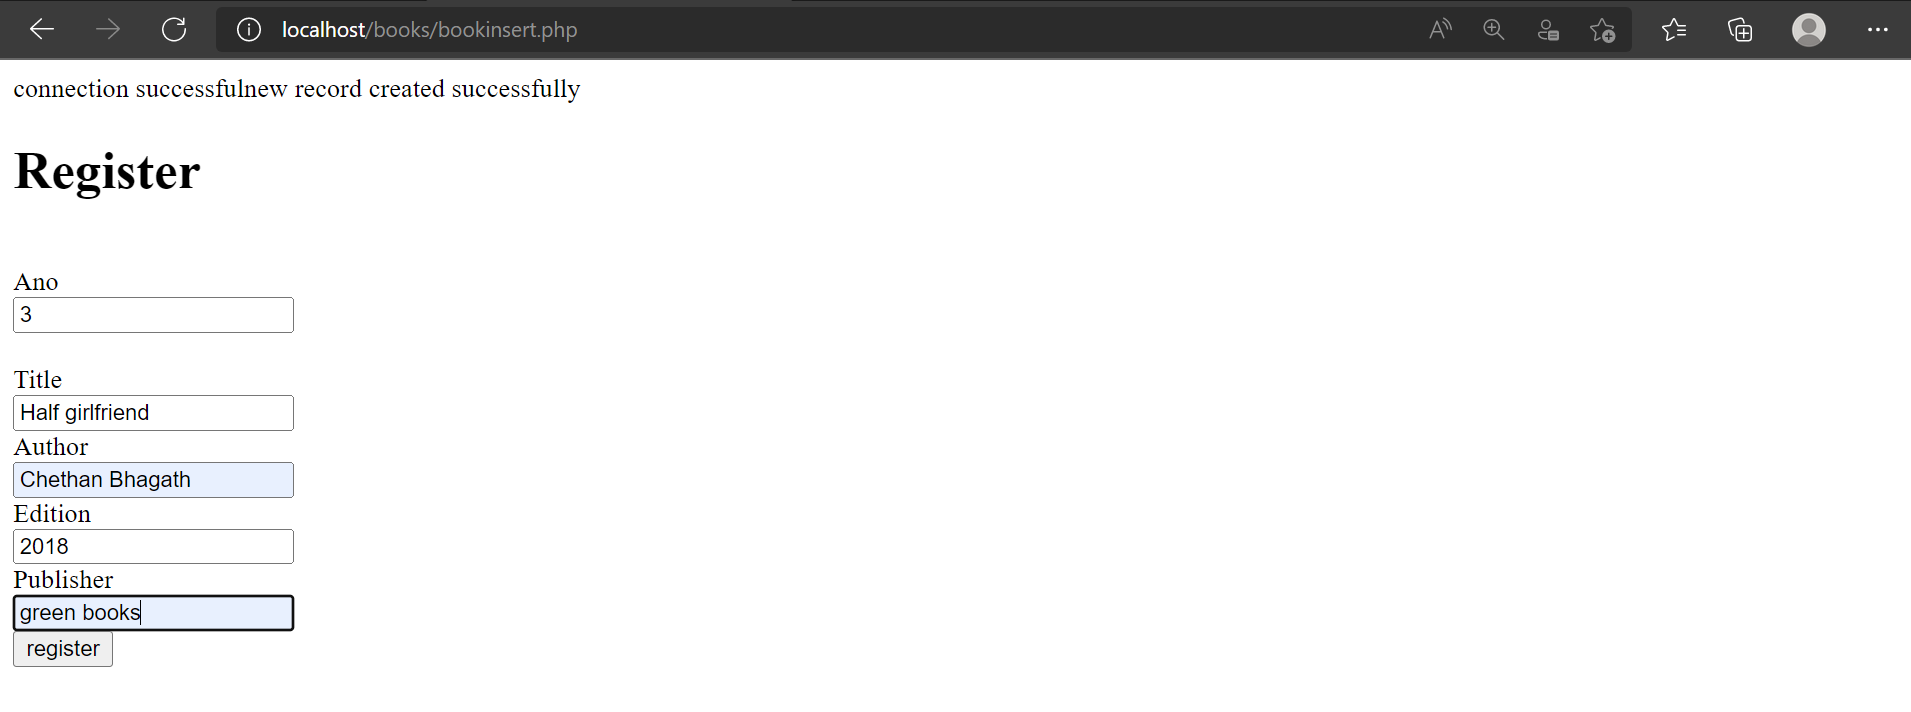 localhost/books/bookinsert.php
connection successfulnew record created successfully
Register
Ano
3
Title
Half girlfriend
Author
Chethan Bhagath
Edition
2018
Publisher
green books
register